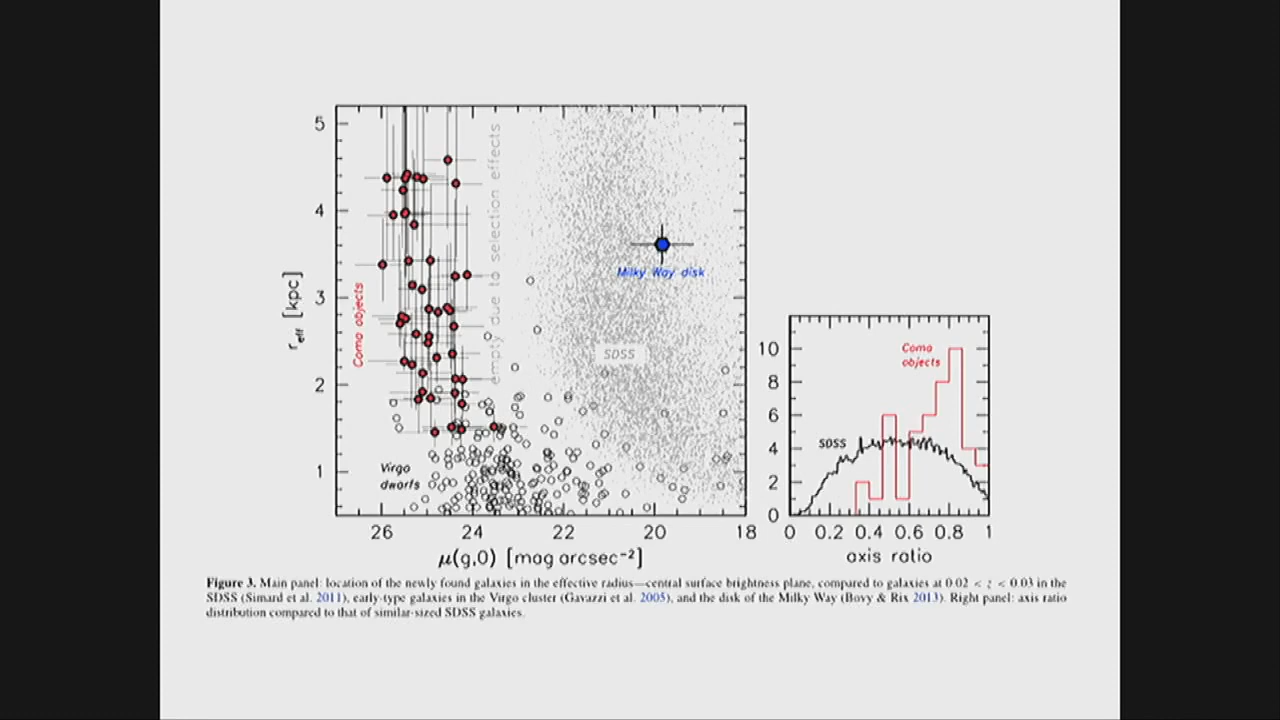 5
4
3
2
1
r_eff [kpc]
Coma objects
empty due to selection effects
Milky Way disk
SDSS
Virgo
dwarfs
26 24 22 20 18
μ(g,0) [mag arcsec⁻²]
10
8
6
4
2
0
Coma
objects
SDSS
0 0.2 0.4 0.6 0.8 1
axis ratio
Figure 3. Main panel: location of the newly found galaxies in the effective radius—central surface brightness plane, compared to galaxies at 0.02 < z < 0.03 in the
SDSS (Simard et al. 2011), early-type galaxies in the Virgo cluster (Gavazzi et al. 2005), and the disk of the Milky Way (Bovy & Rix 2013). Right panel: axis ratio
distribution compared to that of similar-sized SDSS galaxies.